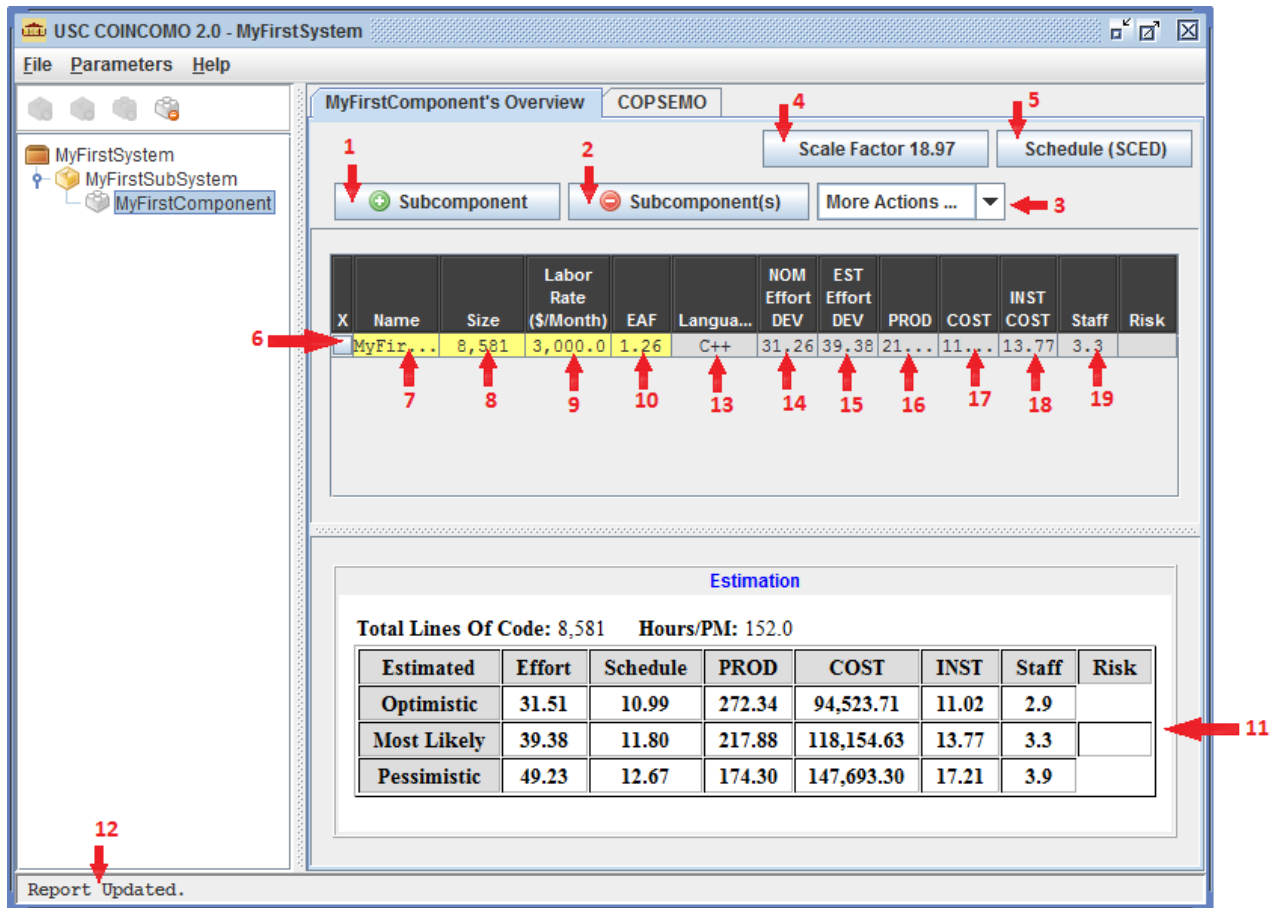 USC COINCOMO 2.0 - MyFirstSystem
File Parameters Help
MyFirstSystem
MyFirstSubSystem
MyFirstComponent
MyFirstComponent's Overview COPSEMO
4 5
Scale Factor 18.97 Schedule (SCED)
1 2
Subcomponent Subcomponent(s) More Actions ... 3
X Name Size Labor Rate ($/Month) EAF Langua... NOM Effort DEV EST Effort DEV PROD COST INST COST Staff Risk
6 MyFir... 8,581 3,000.0 1.26 C++ 31.26 39.38 21... 11... 13.77 3.3
7 8 9 10 13 14 15 16 17 18 19
Estimation
Total Lines Of Code: 8,581 Hours/PM: 152.0
Estimated Effort Schedule PROD COST INST Staff Risk
Optimistic 31.51 10.99 272.34 94,523.71 11.02 2.9
Most Likely 39.38 11.80 217.88 118,154.63 13.77 3.3 11
Pessimistic 49.23 12.67 174.30 147,693.30 17.21 3.9
12
Report Updated.